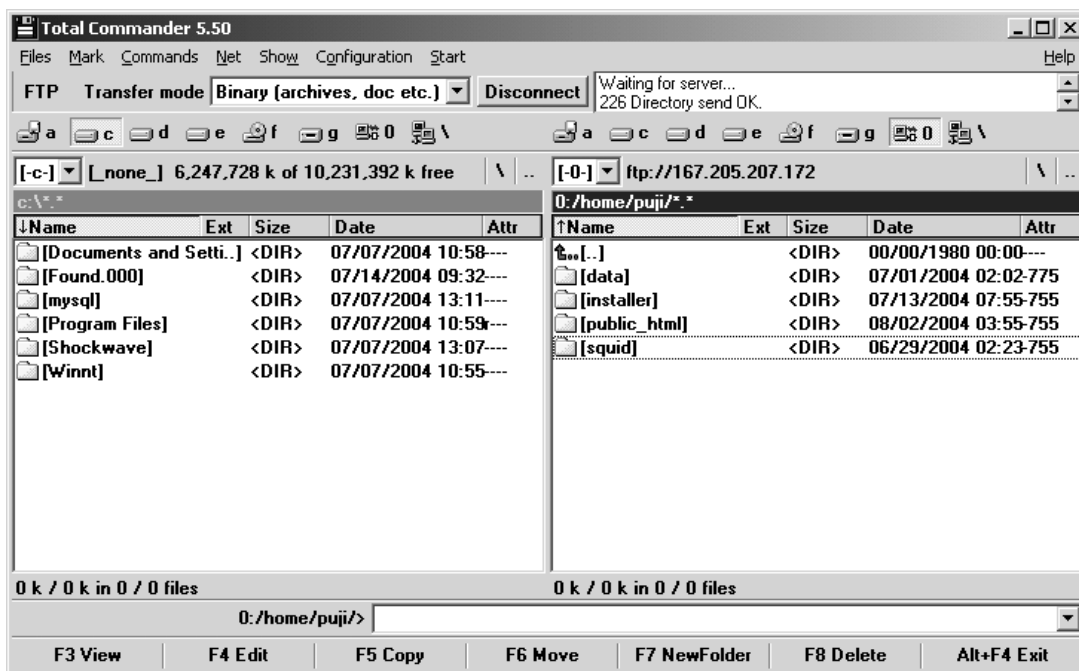 Total Commander 5.50
Files Mark Commands Net Show Configuration Start Help
FTP Transfer mode Binary (archives, doc etc.) Disconnect
Waiting for server...
226 Directory send OK.
a c d e f g 0 \
a c d e f g 0 \
[-c-] [_none_] 6,247,728 k of 10,231,392 k free \ ..
[-0-] ftp://167.205.207.172 \ ..
c:\*.*
↓Name Ext Size Date Attr
[Documents and Setti..] <DIR> 07/07/2004 10:58----
[Found.000] <DIR> 07/14/2004 09:32----
[mysql] <DIR> 07/07/2004 13:11----
[Program Files] <DIR> 07/07/2004 10:59r---
[Shockwave] <DIR> 07/07/2004 13:07----
[Winnt] <DIR> 07/07/2004 10:55----
0 k / 0 k in 0 / 0 files
0:/home/puji/*.*
↑Name Ext Size Date Attr
[..] <DIR> 00/00/1980 00:00----
[data] <DIR> 07/01/2004 02:02-775
[installer] <DIR> 07/13/2004 07:55-755
[public_html] <DIR> 08/02/2004 03:55-755
[squid] <DIR> 06/29/2004 02:23-755
0 k / 0 k in 0 / 0 files
0:/home/puji/>
F3 View F4 Edit F5 Copy F6 Move F7 NewFolder F8 Delete Alt+F4 Exit